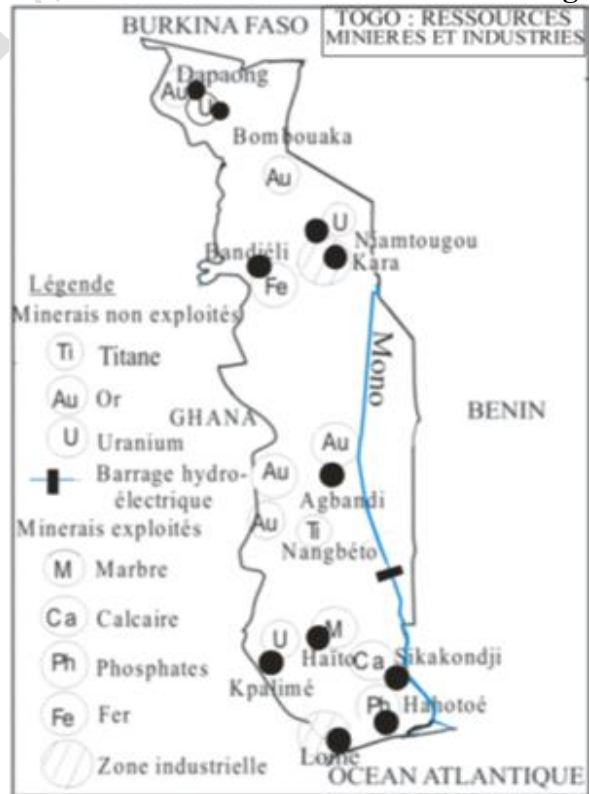 BURKINA FASO
TOGO : RESSOURCES
MINIERES ET INDUSTRIES
Dapaong
Au
U
Bombouaka
Au
U
Niamtougou
Bandjéli
Kara
Fe
Légende
Minerais non exploités
Ti Titane
Au Or
U Uranium
Barrage hydro-
électrique
Minerais exploités
M Marbre
Ca Calcaire
Ph Phosphates
Fe Fer
Zone industrielle
Mono
GHANA
BENIN
Au
Au
Agbandi
Au
Ti
Nangbéto
U
M
Haïto
Ca
Sikakondji
Kpalimé
Ph
Hahotoé
Lomé
OCEAN ATLANTIQUE